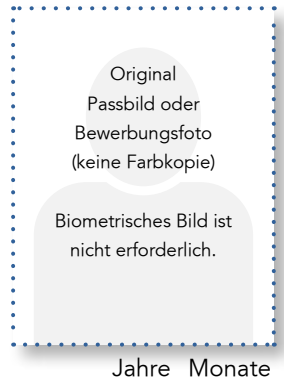 Original
Passbild oder
Bewerbungsfoto
(keine Farbkopie)
Biometrisches Bild ist
nicht erforderlich.
Jahre Monate